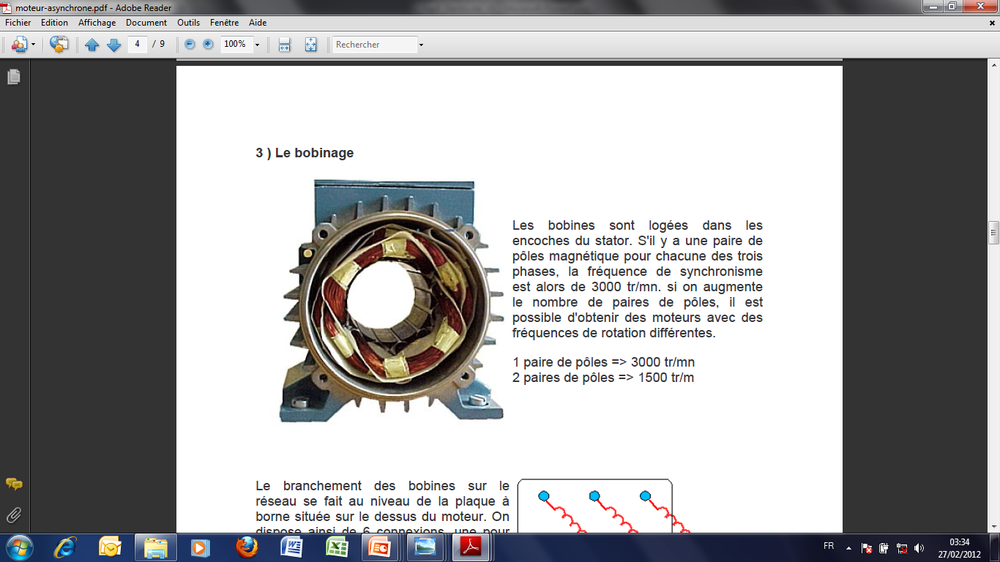 moteur-asynchrone.pdf - Adobe Reader
Fichier Edition Affichage Document Outils Fenêtre Aide
4 / 9 100% Rechercher
3 ) Le bobinage
Les bobines sont logées dans les
encoches du stator. S'il y a une paire de
pôles magnétique pour chacune des trois
phases, la fréquence de synchronisme
est alors de 3000 tr/mn. si on augmente
le nombre de paires de pôles, il est
possible d'obtenir des moteurs avec des
fréquences de rotation différentes.
1 paire de pôles => 3000 tr/mn
2 paires de pôles => 1500 tr/m
Le branchement des bobines sur le
réseau se fait au niveau de la plaque à
borne située sur le dessus du moteur. On
dispose ainsi de 6 connexions, une pour
FR 03:34
27/02/2012